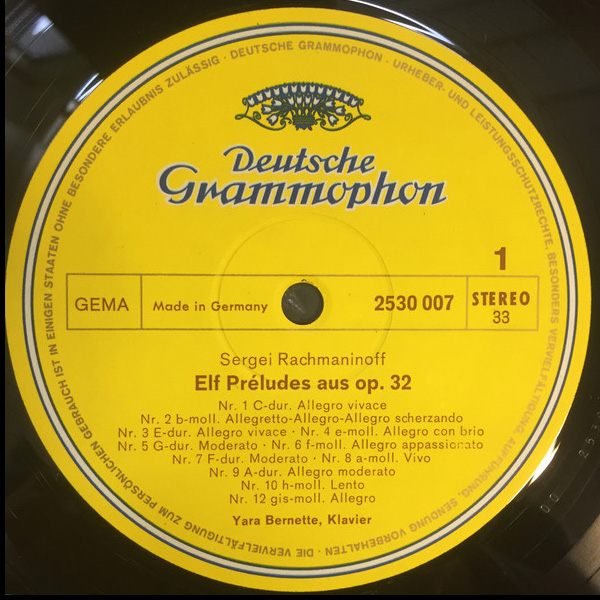 DEUTSCHE GRAMMOPHON · URHEBER- UND LEISTUNGSSCHUTZRECHTE, BESONDERS VERVIELFÄLTIGUNG, AUFFÜHRUNG, SENDUNG VORBEHALTEN · DIE VERVIELFÄLTIGUNG ZUM PERSÖNLICHEN GEBRAUCH IST IN EINIGEN STAATEN OHNE BESONDERE ERLAUBNIS ZULÄSSIG ·
Deutsche
Grammophon
1
GEMA
Made in Germany
2530 007
STEREO
33
Sergei Rachmaninoff
Elf Préludes aus op. 32
Nr. 1 C-dur. Allegro vivace
Nr. 2 b-moll. Allegretto-Allegro-Allegro scherzando
Nr. 3 E-dur. Allegro vivace · Nr. 4 e-moll. Allegro con brio
Nr. 5 G-dur. Moderato · Nr. 6 f-moll. Allegro appassionato
Nr. 7 F-dur. Moderato · Nr. 8 a-moll. Vivo
Nr. 9 A-dur. Allegro moderato
Nr. 10 h-moll. Lento
Nr. 12 gis-moll. Allegro
Yara Bernette, Klavier